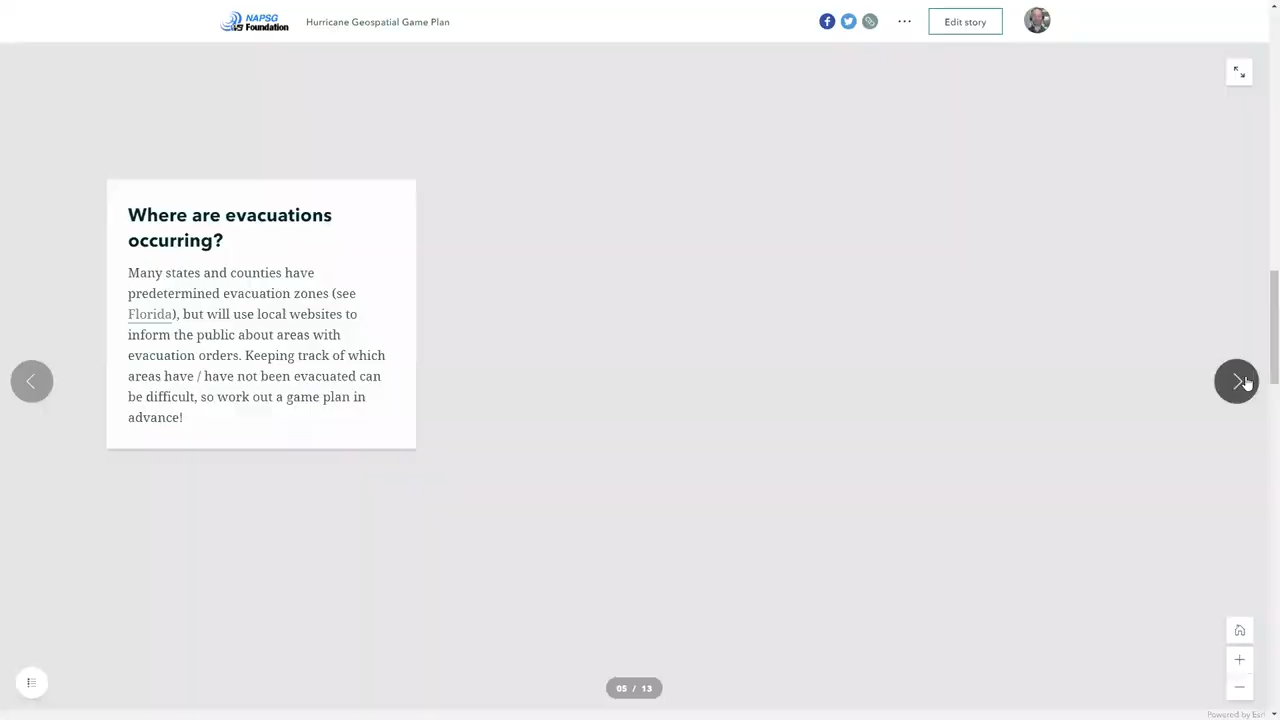 NAPSG
Foundation
Hurricane Geospatial Game Plan
Edit story
Where are evacuations
occurring?
Many states and counties have
predetermined evacuation zones (see
Florida), but will use local websites to
inform the public about areas with
evacuation orders. Keeping track of which
areas have / have not been evacuated can
be difficult, so work out a game plan in
advance!
05 / 13
Powered by Esri